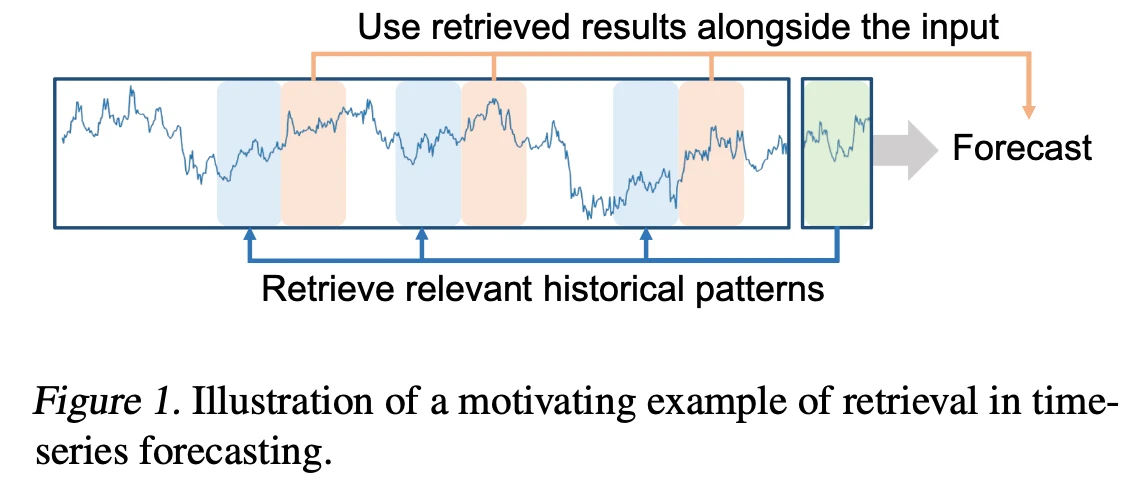 Use retrieved results alongside the input
Forecast
Retrieve relevant historical patterns
Figure 1. Illustration of a motivating example of retrieval in time-
series forecasting.